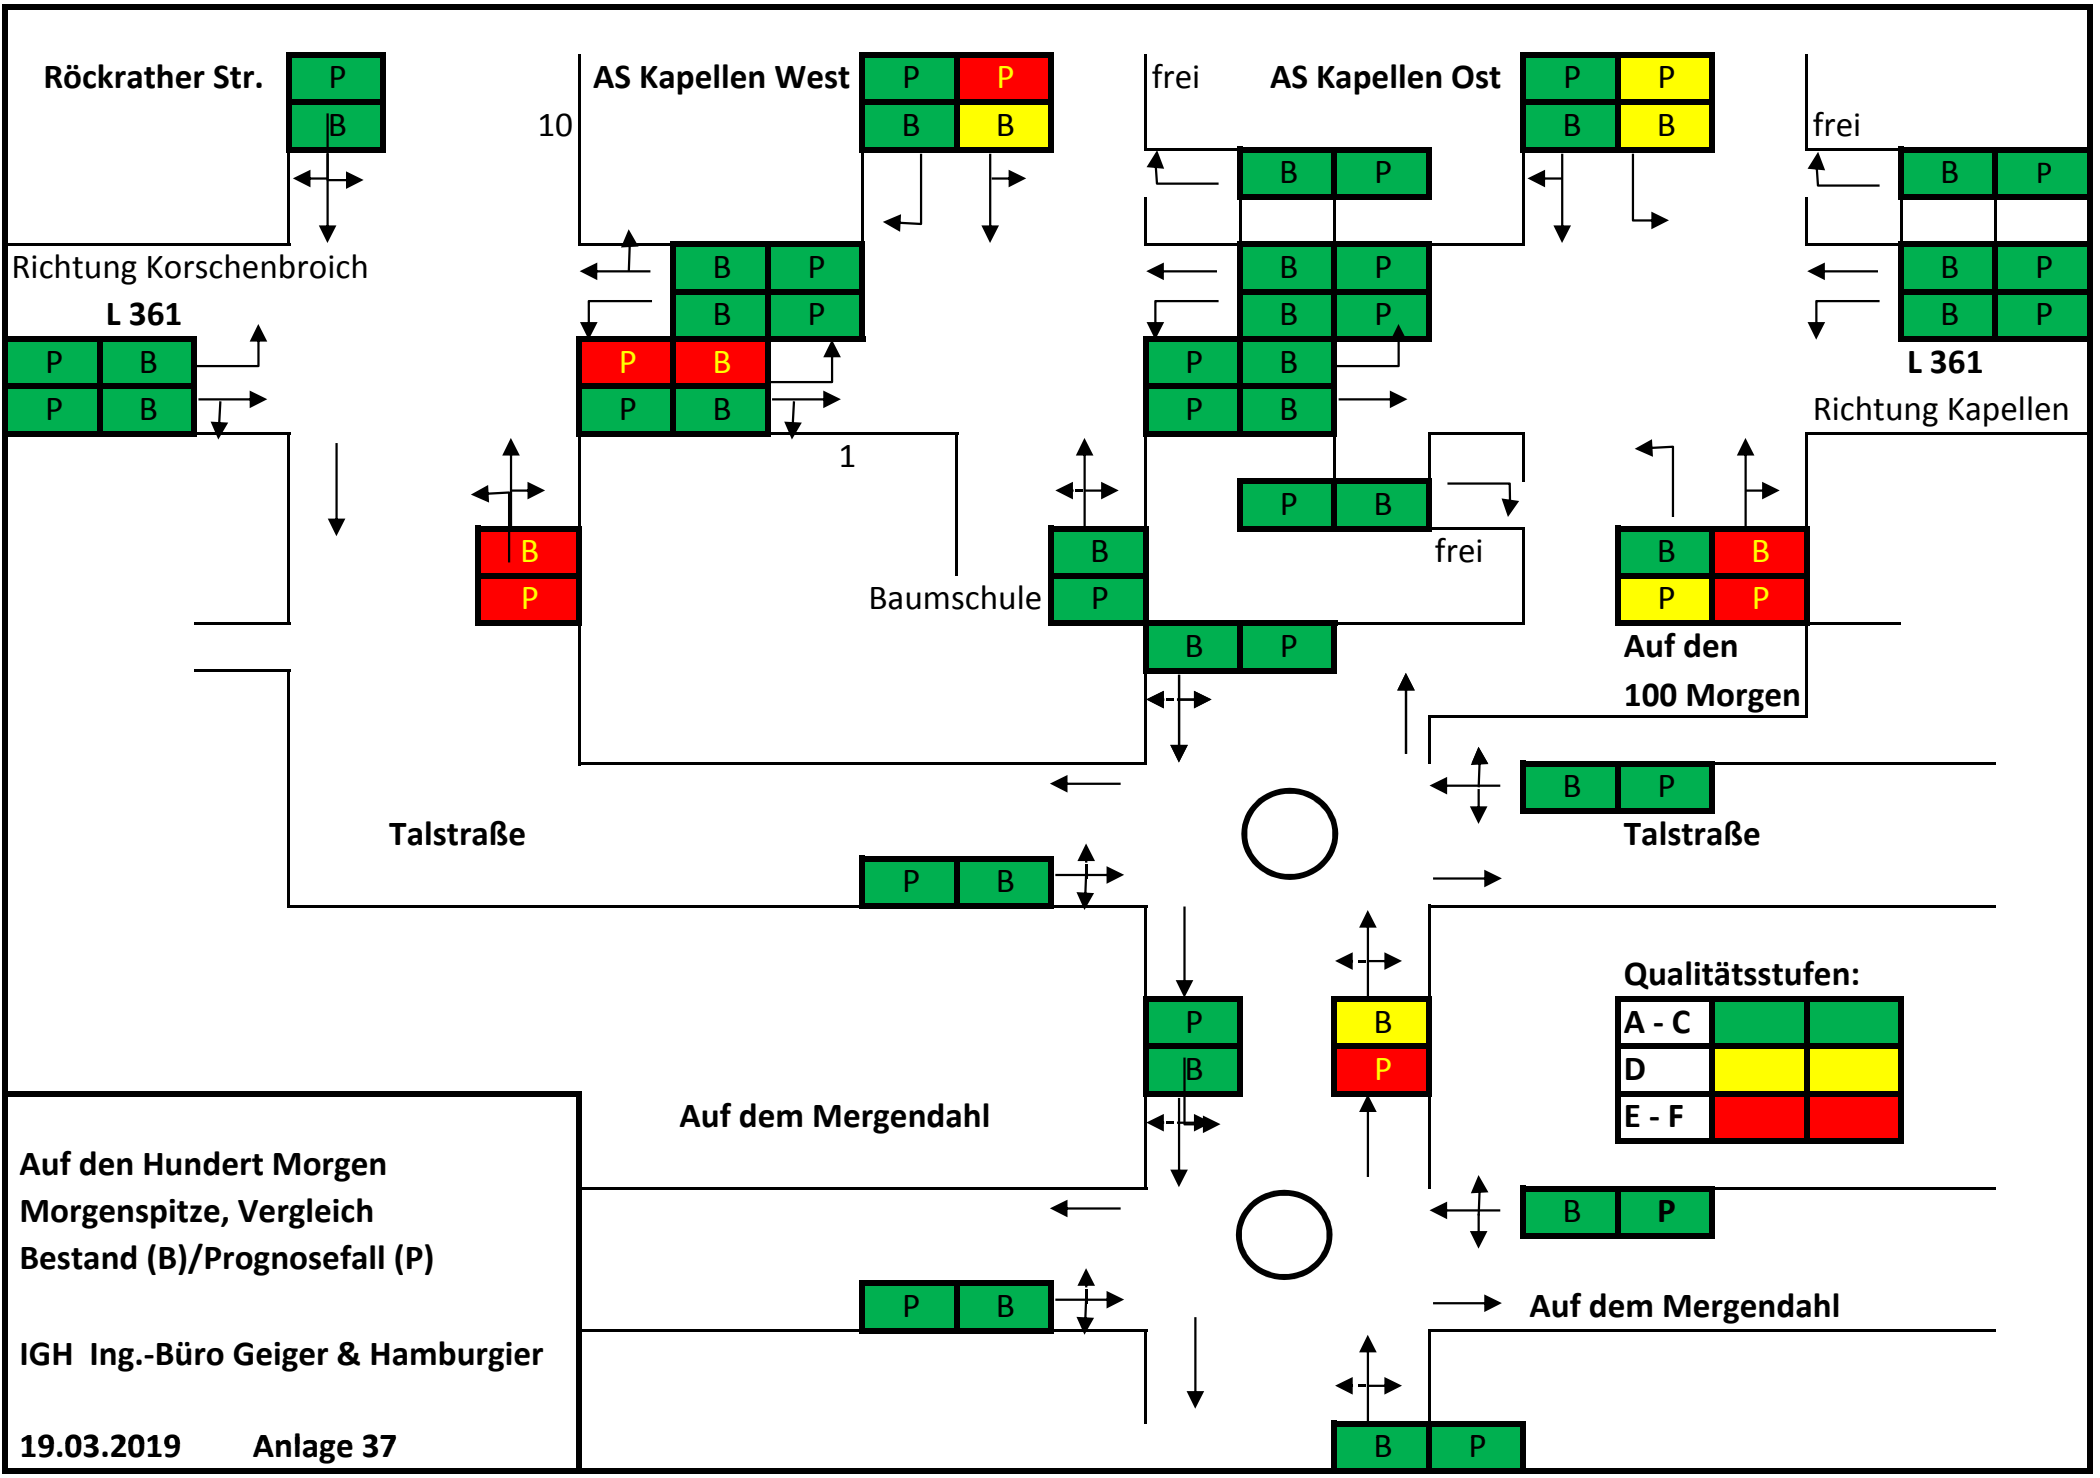 Röckrather Str. P AS Kapellen West P P frei AS Kapellen Ost P P
B 10 B B B B frei
B P B P
Richtung Korschenbroich B P B P B P
L 361 B P B P B P
P B P B P B L 361
P B P B P B Richtung Kapellen
1
P B
B B frei B B
P Baumschule P P P
B P Auf den
100 Morgen
B P
Talstraße Talstraße
P B
Qualitätsstufen:
P B A - C
B P D
Auf dem Mergendahl E - F
Auf den Hundert Morgen
Morgenspitze, Vergleich B P
Bestand (B)/Prognosefall (P)
P B Auf dem Mergendahl
IGH Ing.-Büro Geiger & Hamburgier
19.03.2019 Anlage 37 B P